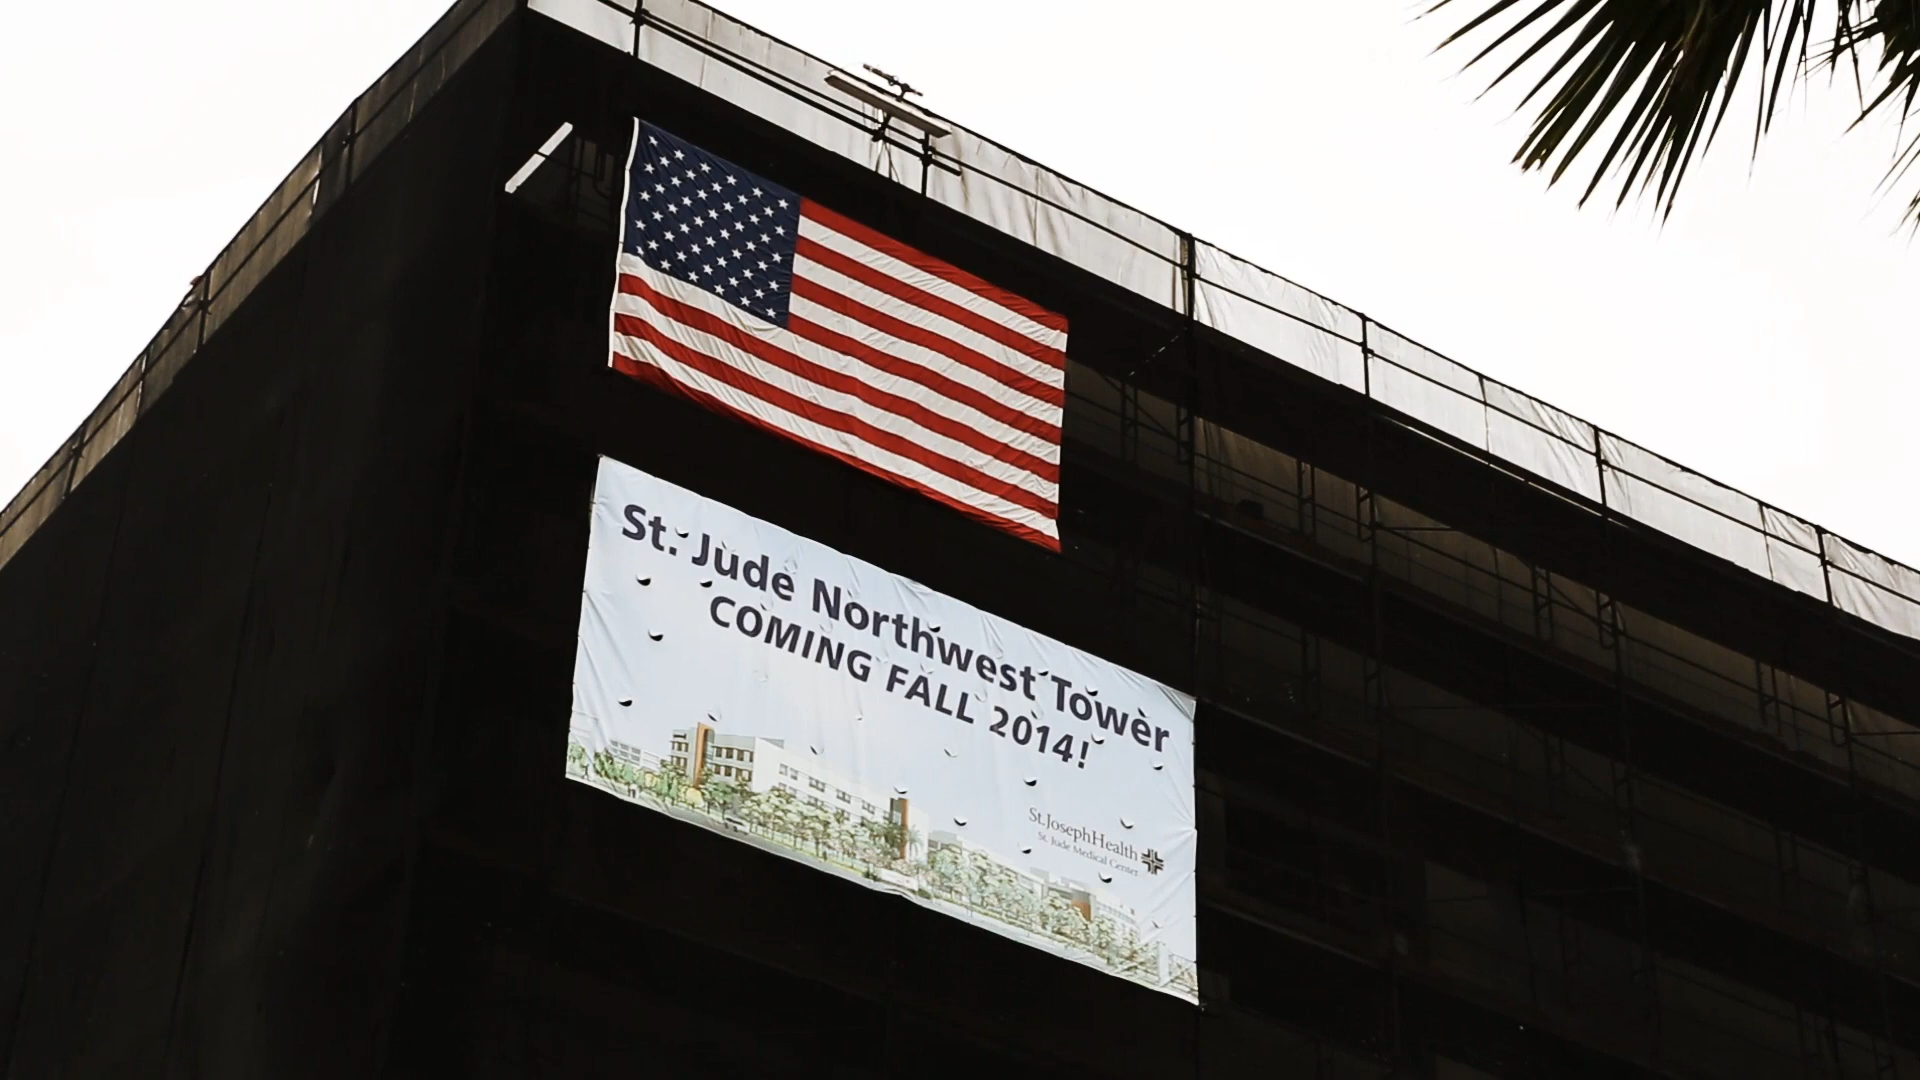 St. Jude Northwest Tower
COMING FALL 2014!
St.JosephHealth
St. Jude Medical Center